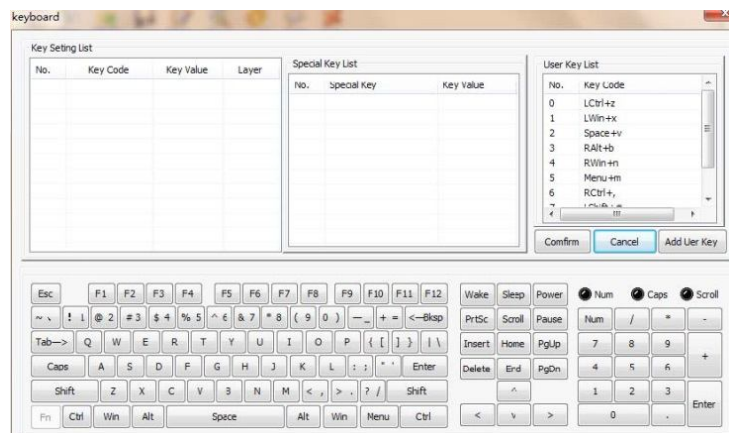 keyboard
Key Seting List
No. Key Code Key Value Layer
Special Key List
No. Special Key Key Value
User Key List
No. Key Code
0 LCtrl+z
1 LWin+x
2 Space+v
3 RAlt+b
4 RWin+n
5 Menu+m
6 RCtrl+,
Confirm Cancel Add Uer Key
Esc F1 F2 F3 F4 F5 F6 F7 F8 F9 F10 F11 F12 Wake Sleep Power Num Caps Scroll
~ ` ! 1 @ 2 # 3 $ 4 % 5 ^ 6 & 7 * 8 ( 9 0 ) — _ + = <—Bksp PrtSc Scroll Pause Num / * -
Tab—> Q W E R T Y U I O P { [ ] } | \ Insert Home PgUp 7 8 9 +
Caps A S D F G H J K L : ; " ' Enter Delete End PgDn 4 5 6
Shift Z X C V B N M < , > . ? / Shift ^ 1 2 3 Enter
Fn Ctrl Win Alt Space Alt Win Menu Ctrl < v > 0 .